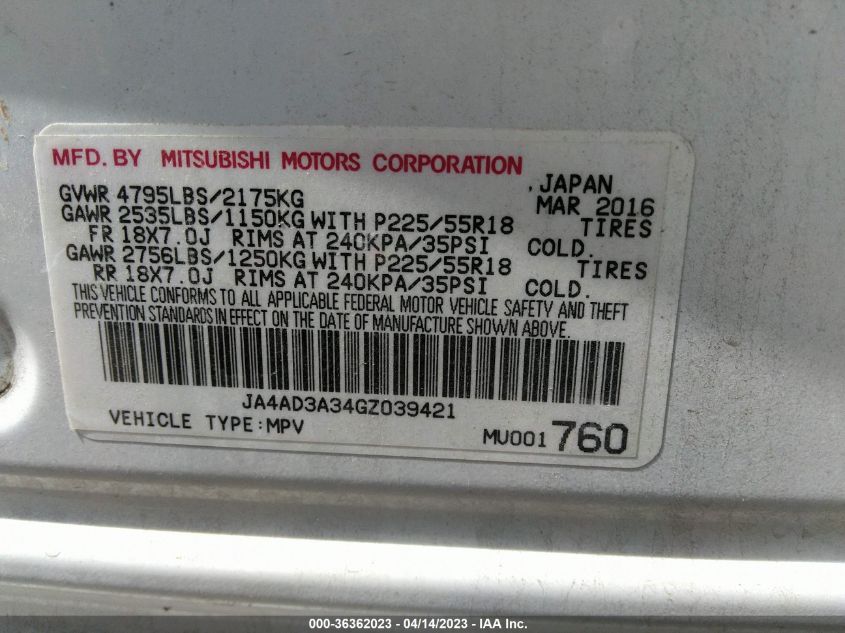 MFD. BY MITSUBISHI MOTORS CORPORATION
GVWR 4795LBS/2175KG . JAPAN
GAWR 2535LBS/1150KG WITH P225/55R18 MAR 2016 TIRES
FR 18X7.0J RIMS AT 240KPA/35PSI COLD.
GAWR 2756LBS/1250KG WITH P225/55R18 TIRES
RR 18X7.0J RIMS AT 240KPA/35PSI COLD.
THIS VEHICLE CONFORMS TO ALL APPLICABLE FEDERAL MOTOR VEHICLE SAFETY AND THEFT
PREVENTION STANDARDS IN EFFECT ON THE DATE OF MANUFACTURE SHOWN ABOVE.
JA4AD3A34GZ039421
VEHICLE TYPE:MPV MU001 760
000-36362023 - 04/14/2023 - IAA Inc.